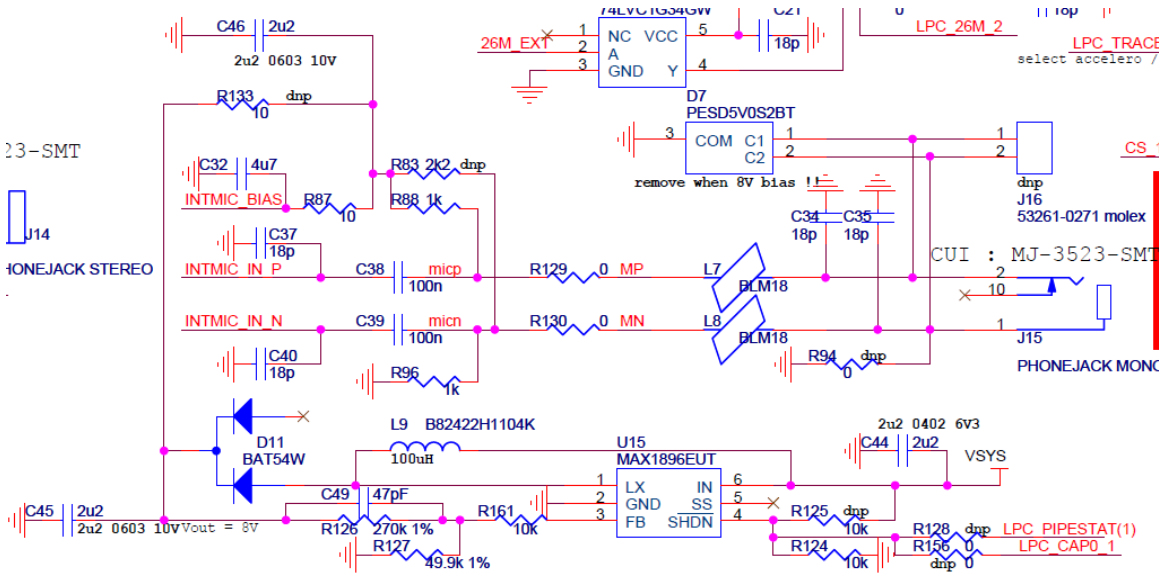 C46 2u2
2u2 0603 10V
74LVC1G34GW
1 NC VCC 5
2 A
3 GND Y 4
26M_EXT
C21
18p
0
LPC_26M_2
18p
LPC_TRACE
select accelero /
R133 dnp
10
D7
PESD5V0S2BT
3 COM C1 1
C2 2
remove when 8V bias !!
1
2
dnp
J16
53261-0271 molex
CS_1
23-SMT
J14
HONEJACK STEREO
C32 4u7
INTMIC_BIAS
R87
10
R83 2k2 dnp
R88 1k
C34
18p
C35
18p
CUI : MJ-3523-SMT
C37
18p
INTMIC_IN_P
C38
100n
micp
R129 0 MP
L7
BLM18
2
10
INTMIC_IN_N
C39
100n
micn
R130 0 MN
L8
BLM18
1
J15
PHONEJACK MONO
C40
18p
R96
1k
R94 dnp
0
D11
BAT54W
L9 B82422H1104K
100uH
U15
MAX1896EUT
1 LX IN 6
2 GND SS 5
3 FB SHDN 4
2u2 0402 6V3
C44 2u2
VSYS
C45 2u2
2u2 0603 10V
Vout = 8V
C49 47pF
R126 270k 1%
R127
49.9k 1%
R161
10k
R125 dnp
10k
R124
10k
R128 dnp
R156 0
dnp 0
LPC_PIPESTAT(1)
LPC_CAP0_1